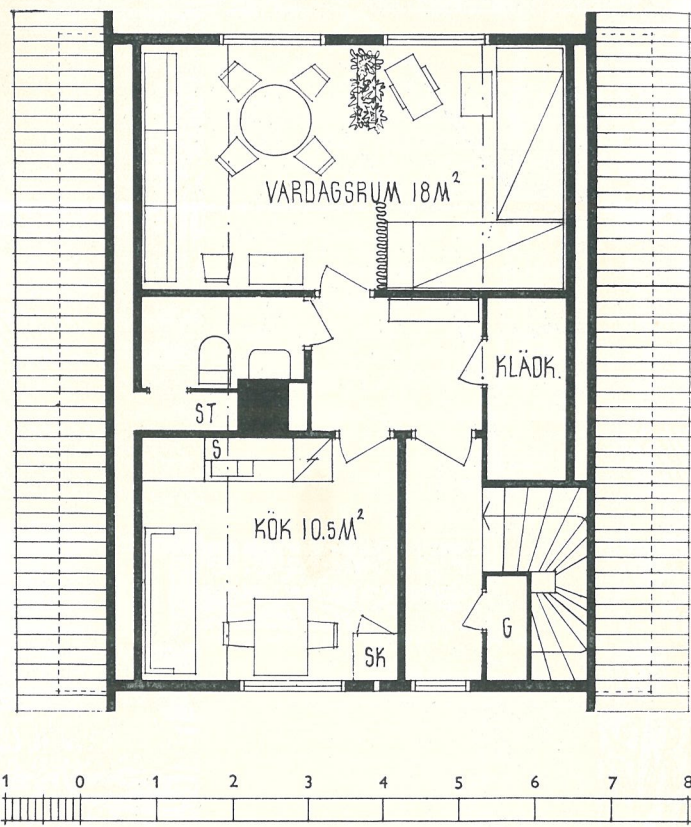 VARDAGSRUM 18M²
KLÄDK.
ST
S
KÖK 10.5M²
G
SK
1 0 1 2 3 4 5 6 7 8